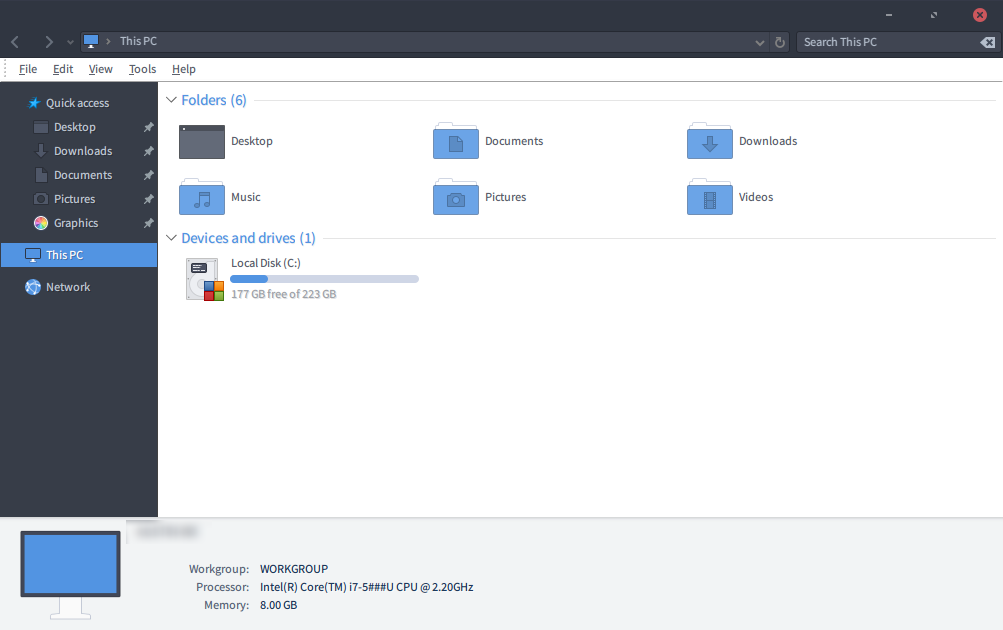 This PC
Search This PC
File Edit View Tools Help
Quick access
Desktop
Downloads
Documents
Pictures
Graphics
This PC
Network
Folders (6)
Desktop
Documents
Downloads
Music
Pictures
Videos
Devices and drives (1)
Local Disk (C:)
177 GB free of 223 GB
Workgroup: WORKGROUP
Processor: Intel(R) Core(TM) i7-5###U CPU @ 2.20GHz
Memory: 8.00 GB